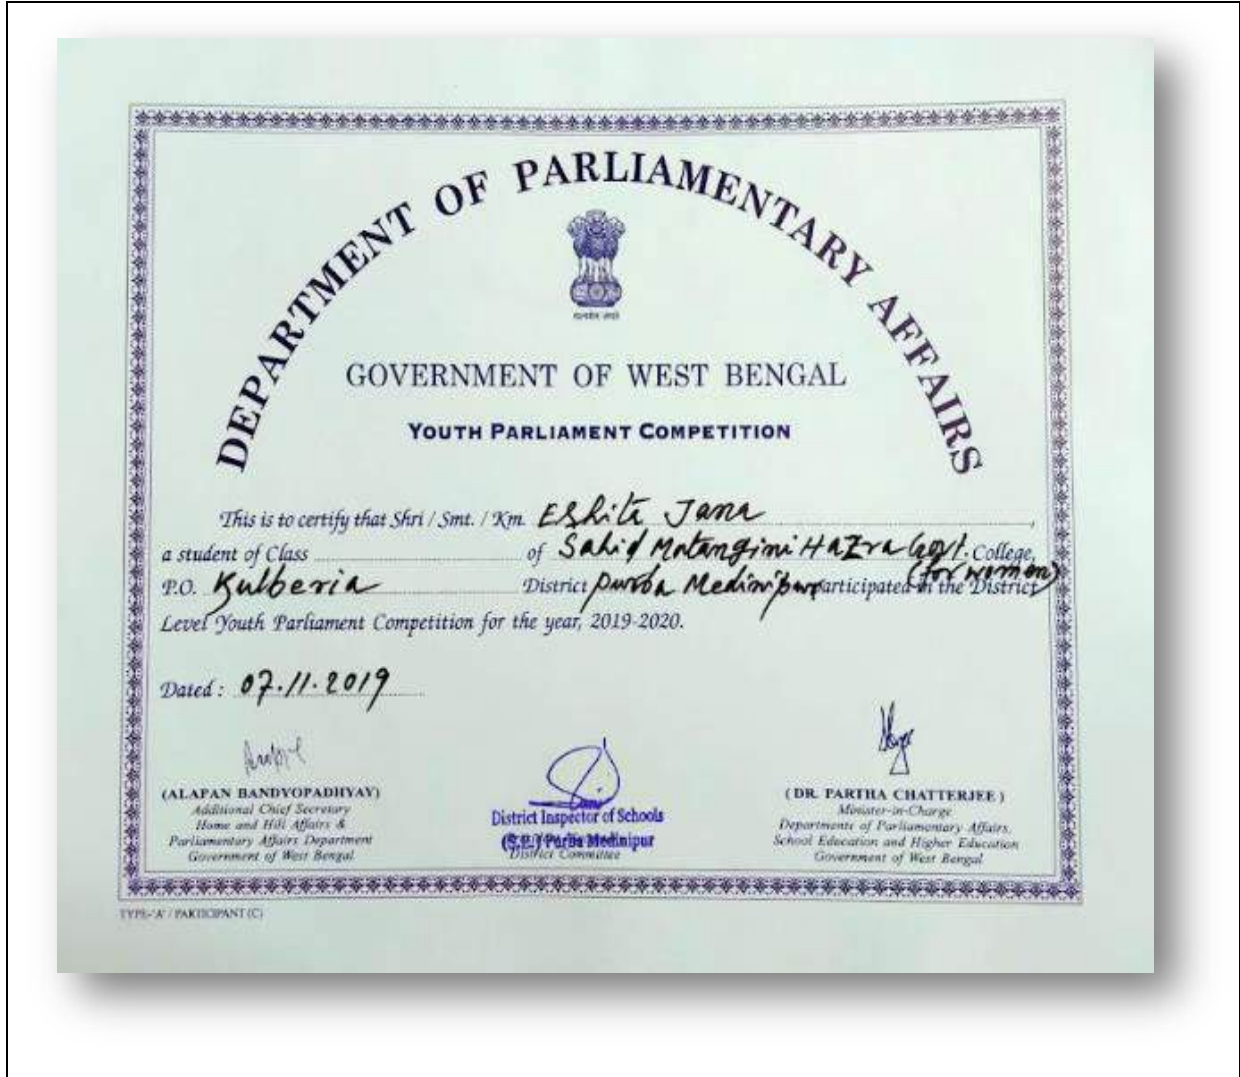 DEPARTMENT OF PARLIAMENTARY AFFAIRS
सत्यमेव जयते
GOVERNMENT OF WEST BENGAL
YOUTH PARLIAMENT COMPETITION
This is to certify that Shri / Smt. / Km. Eshita Jana,
a student of Class of Sahid Matangini Hazra Govt. College,
(for women)
P.O. Kulberia District Purba Medinipur participated in the District
Level Youth Parliament Competition for the year, 2019-2020.
Dated : 07.11.2019
(ALAPAN BANDYOPADHYAY)
Additional Chief Secretary
Home and Hill Affairs &
Parliamentary Affairs Department
Government of West Bengal
District Inspector of Schools
(S.E.) Purba Medinipur
District Committee
( DR. PARTHA CHATTERJEE )
Minister-in-Charge
Departments of Parliamentary Affairs,
School Education and Higher Education
Government of West Bengal
TYPE-'A' / PARTICIPANT (C)